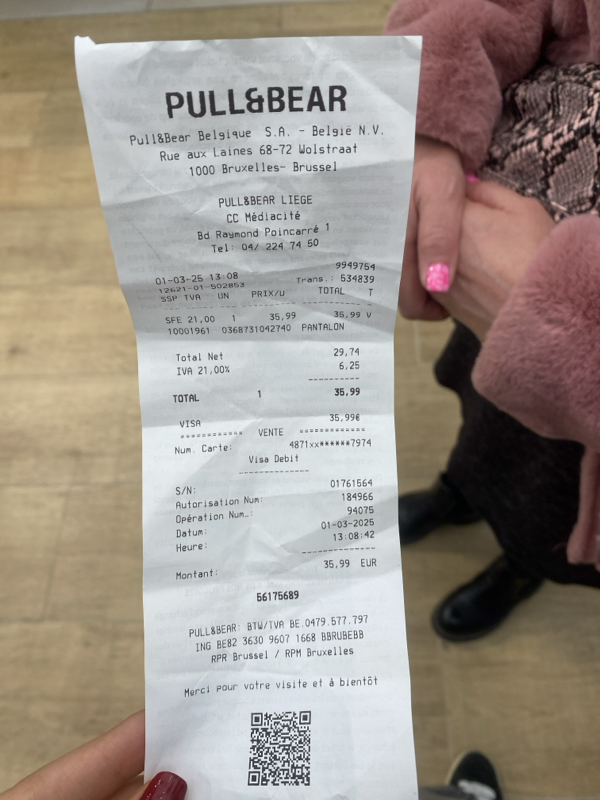 PULL&BEAR
Pull&Bear Belgique S.A. - België N.V.
Rue aux Laines 68-72 Wolstraat
1000 Bruxelles- Brussel
PULL&BEAR LIEGE
CC Médiacité
Bd Raymond Poincarré 1
Tel: 04/ 224 74 50
9949754
01-03-25 13:08 Trans.: 534839
12621-01-502853
SSP TVA UN PRIX/U TOTAL T
SFE 21,00 1 35,99 35,99 V
10001961 0368731042740 PANTALON
Total Net 29,74
IVA 21,00% 6,25
----------
TOTAL 1 35,99
VISA 35,99€
============ VENTE ============
Num. Carte: 4871xx******7974
Visa Debit
--------------
S/N: 01761564
Autorisation Num: 184966
Opération Num.: 94075
Datum: 01-03-2025
Heure: 13:08:42
--------------
Montant: 35,99 EUR
56175689
PULL&BEAR: BTW/TVA BE.0479.577.797
ING BE82 3630 9607 1668 BBRUBEBB
RPR Brussel / RPM Bruxelles
Merci pour votre visite et à bientôt